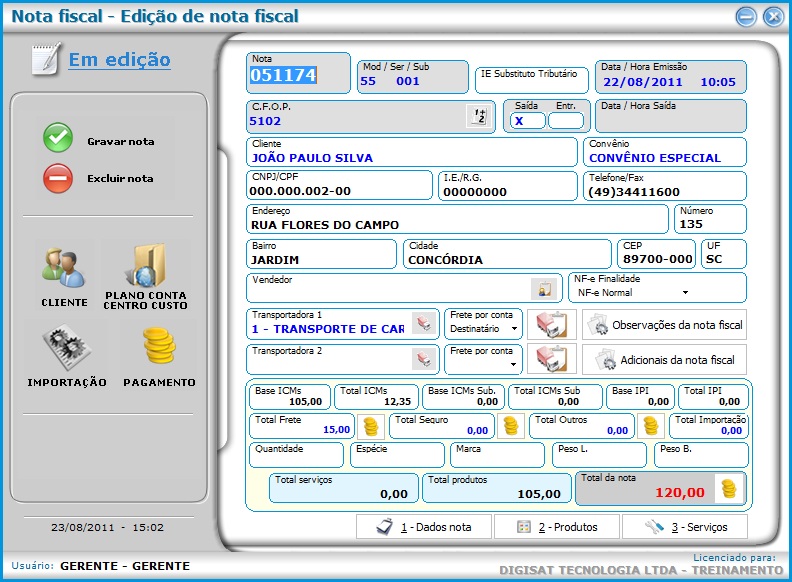 Nota fiscal - Edição de nota fiscal
Em edição
Gravar nota
Excluir nota
CLIENTE
PLANO CONTA
CENTRO CUSTO
IMPORTAÇÃO
PAGAMENTO
23/08/2011 - 15:02
Nota
051174
Mod / Ser / Sub
55 001
IE Substituto Tributário
Data / Hora Emissão
22/08/2011 10:05
C.F.O.P.
5102
1+
2
Saída Entr.
X
Data / Hora Saída
Cliente
JOÃO PAULO SILVA
Convênio
CONVÊNIO ESPECIAL
CNPJ/CPF
000.000.002-00
I.E./R.G.
00000000
Telefone/Fax
(49)34411600
Endereço
RUA FLORES DO CAMPO
Número
135
Bairro
JARDIM
Cidade
CONCÓRDIA
CEP
89700-000
UF
SC
Vendedor
NF-e Finalidade
NF-e Normal
Transportadora 1
1 - TRANSPORTE DE CAR
Frete por conta
Destinatário
Observações da nota fiscal
Transportadora 2
Frete por conta
Adicionais da nota fiscal
Base ICMs
105,00
Total ICMs
12,35
Base ICMs Sub.
0,00
Total ICMs Sub
0,00
Base IPI
0,00
Total IPI
0,00
Total Frete
15,00
Total Seguro
0,00
Total Outros
0,00
Total Importação
0,00
Quantidade
Espécie
Marca
Peso L.
Peso B.
Total serviços
0,00
Total produtos
105,00
Total da nota
120,00
1 - Dados nota
2 - Produtos
3 - Serviços
Usuário: GERENTE - GERENTE
Licenciado para:
DIGISAT TECNOLOGIA LTDA - TREINAMENTO